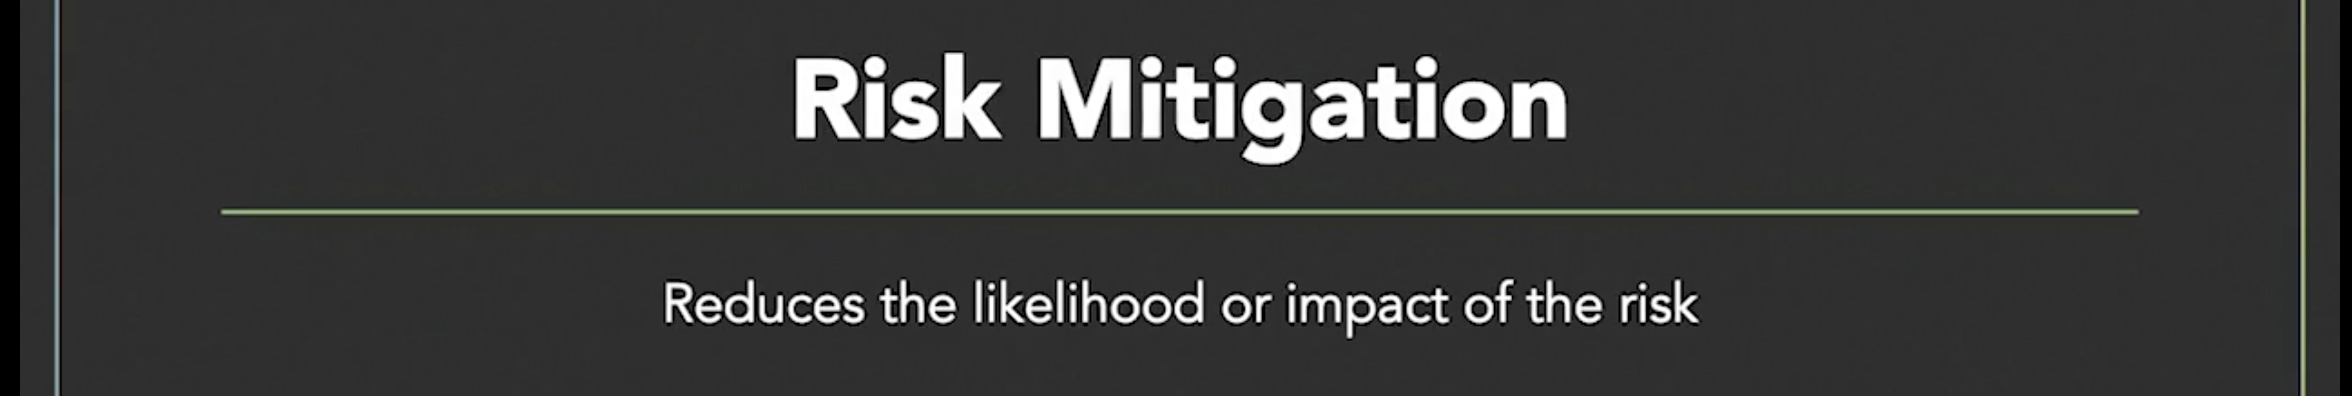 Risk Mitigation
Reduces the likelihood or impact of the risk